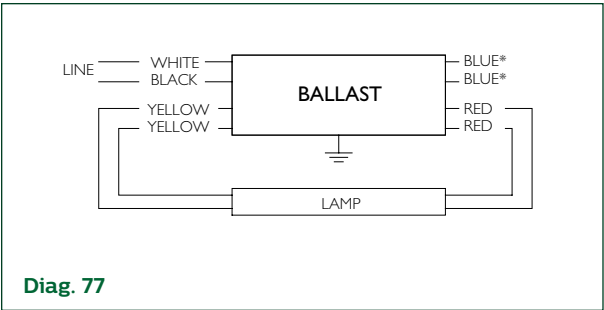 LINE
WHITE
BLACK
YELLOW
YELLOW
BALLAST
BLUE*
BLUE*
RED
RED
LAMP
Diag. 77